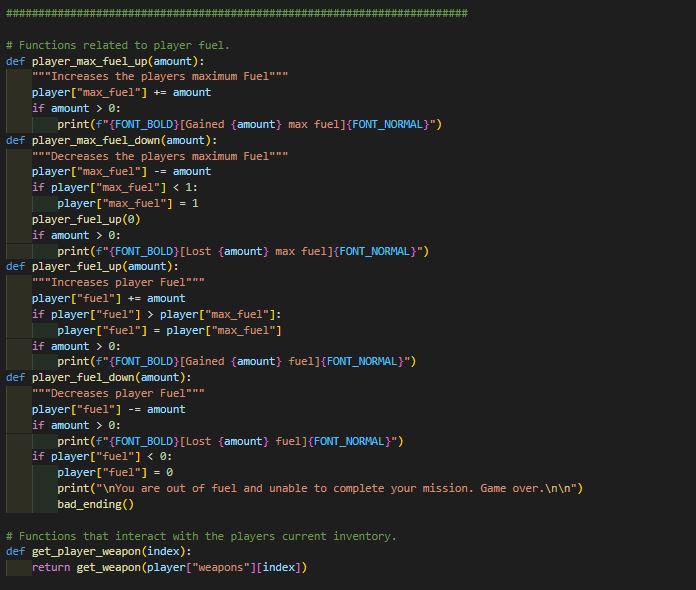 ########################################################################

# Functions related to player fuel.
def player_max_fuel_up(amount):
    """Increases the players maximum Fuel"""
    player["max_fuel"] += amount
    if amount > 0:
        print(f"{FONT_BOLD}[Gained {amount} max fuel]{FONT_NORMAL}")
def player_max_fuel_down(amount):
    """Decreases the players maximum Fuel"""
    player["max_fuel"] -= amount
    if player["max_fuel"] < 1:
        player["max_fuel"] = 1
    player_fuel_up(0)
    if amount > 0:
        print(f"{FONT_BOLD}[Lost {amount} max fuel]{FONT_NORMAL}")
def player_fuel_up(amount):
    """Increases player Fuel"""
    player["fuel"] += amount
    if player["fuel"] > player["max_fuel"]:
        player["fuel"] = player["max_fuel"]
    if amount > 0:
        print(f"{FONT_BOLD}[Gained {amount} fuel]{FONT_NORMAL}")
def player_fuel_down(amount):
    """Decreases player Fuel"""
    player["fuel"] -= amount
    if amount > 0:
        print(f"{FONT_BOLD}[Lost {amount} fuel]{FONT_NORMAL}")
    if player["fuel"] < 0:
        player["fuel"] = 0
        print("\nYou are out of fuel and unable to complete your mission. Game over.\n\n")
        bad_ending()

# Functions that interact with the players current inventory.
def get_player_weapon(index):
    return get_weapon(player["weapons"][index])